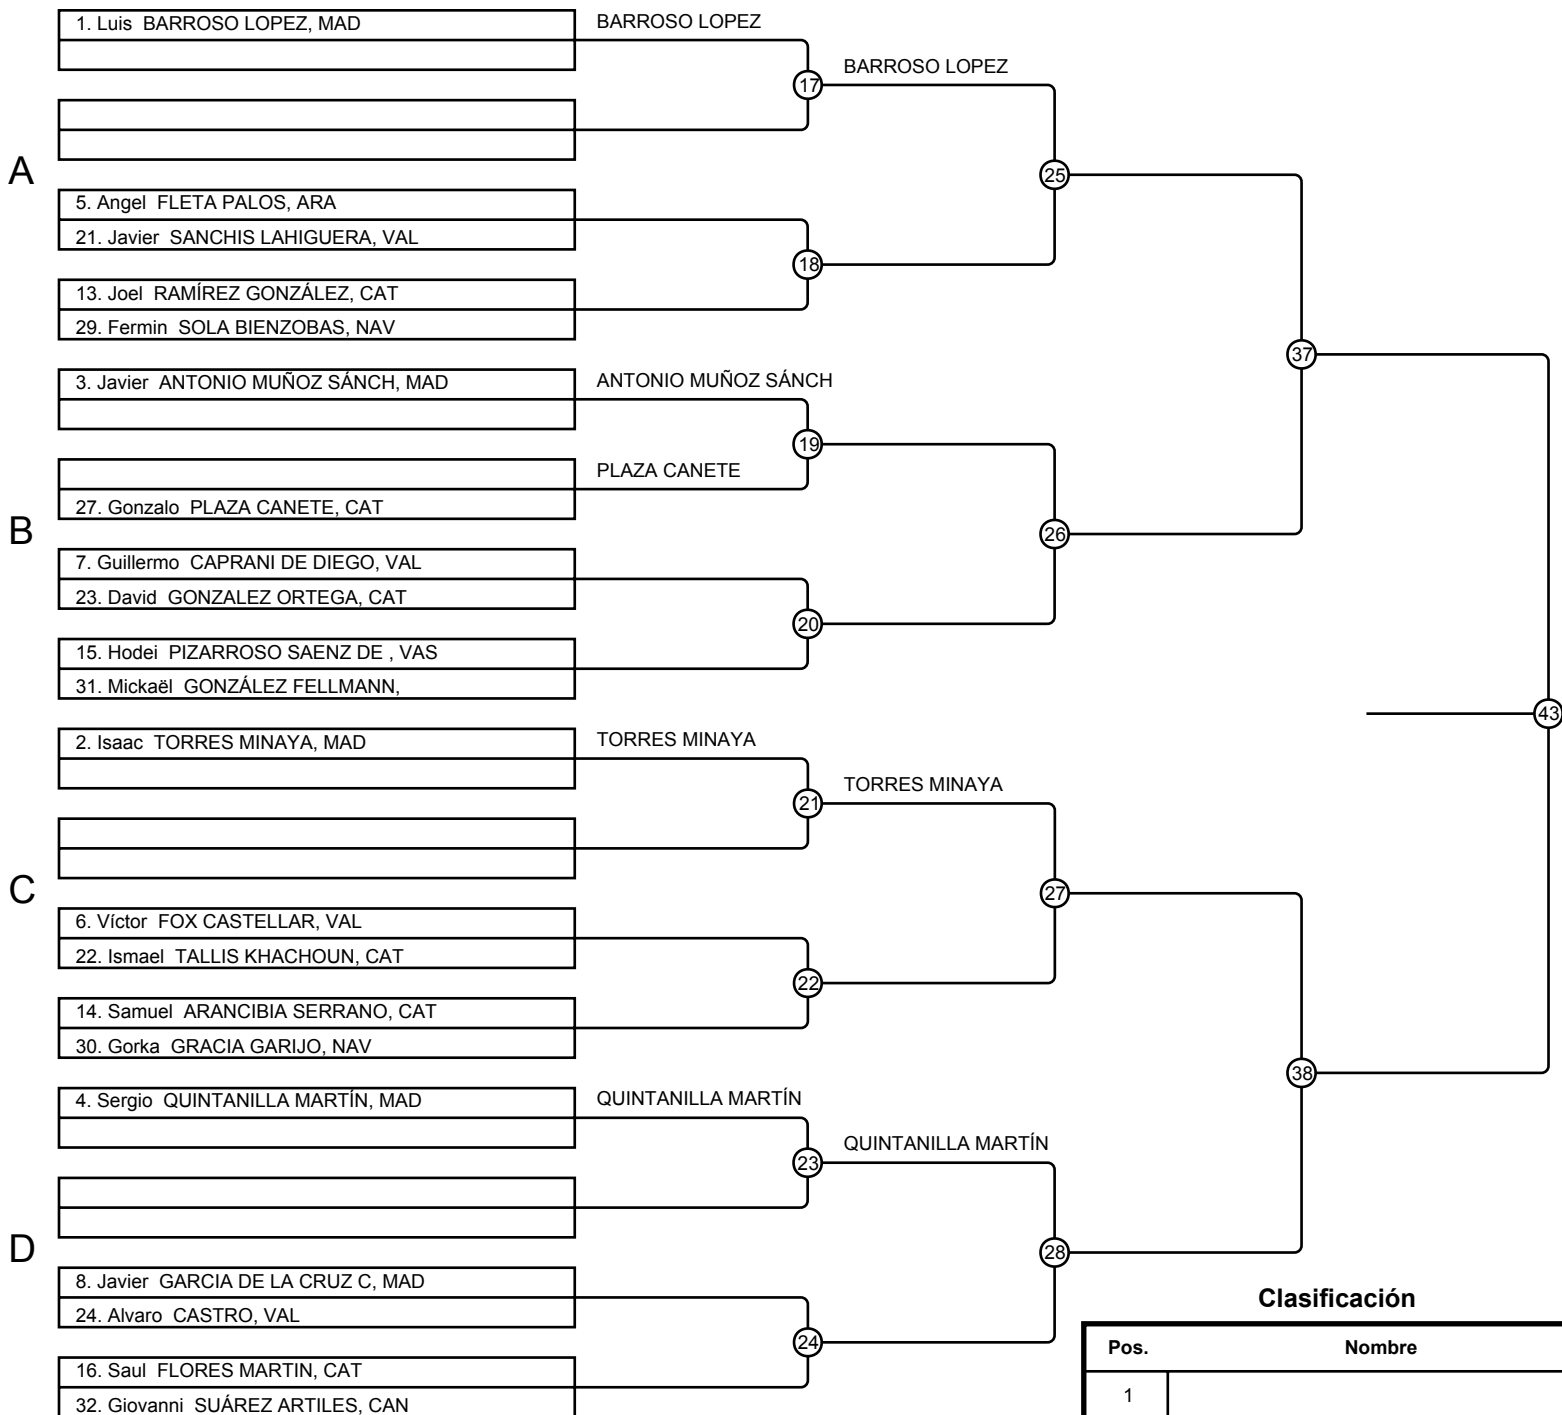 1. Luis  BARROSO LOPEZ, MAD
BARROSO LOPEZ
17
BARROSO LOPEZ
A
25
5. Angel  FLETA PALOS, ARA
21. Javier  SANCHIS LAHIGUERA, VAL
18
13. Joel  RAMÍREZ GONZÁLEZ, CAT
29. Fermin  SOLA BIENZOBAS, NAV
37
3. Javier  ANTONIO MUÑOZ SÁNCH, MAD
ANTONIO MUÑOZ SÁNCH
19
PLAZA CANETE
27. Gonzalo  PLAZA CANETE, CAT
B
26
7. Guillermo  CAPRANI DE DIEGO, VAL
23. David  GONZALEZ ORTEGA, CAT
20
15. Hodei  PIZARROSO SAENZ DE , VAS
31. Mickaël  GONZÁLEZ FELLMANN,
43
2. Isaac  TORRES MINAYA, MAD
TORRES MINAYA
21
TORRES MINAYA
C
27
6. Víctor  FOX CASTELLAR, VAL
22. Ismael  TALLIS KHACHOUN, CAT
22
14. Samuel  ARANCIBIA SERRANO, CAT
30. Gorka  GRACIA GARIJO, NAV
38
4. Sergio  QUINTANILLA MARTÍN, MAD
QUINTANILLA MARTÍN
23
QUINTANILLA MARTÍN
D
28
8. Javier  GARCIA DE LA CRUZ C, MAD
24. Alvaro  CASTRO, VAL
24
16. Saul  FLORES MARTIN, CAT
32. Giovanni  SUÁREZ ARTILES, CAN
Clasificación
Pos. Nombre
1